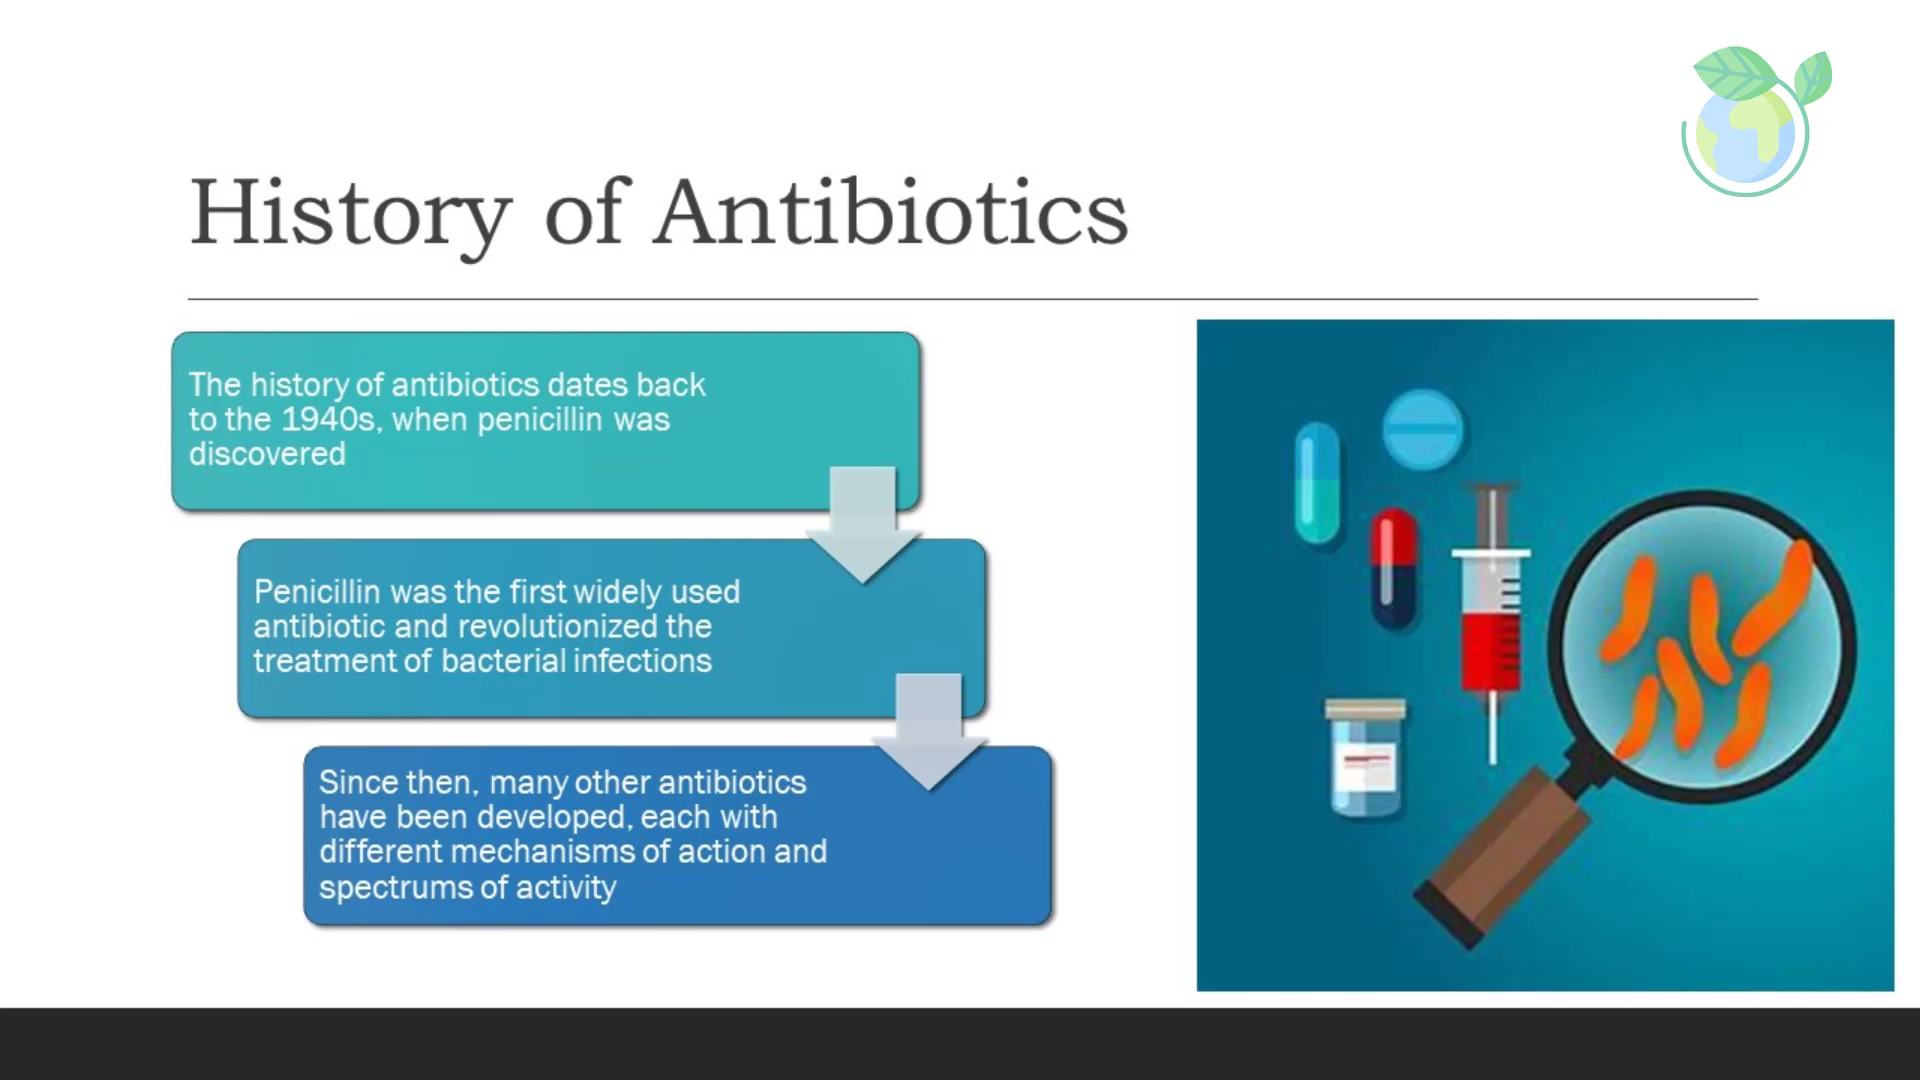 History of Antibiotics
The history of antibiotics dates back
to the 1940s, when penicillin was
discovered
Penicillin was the first widely used
antibiotic and revolutionized the
treatment of bacterial infections
Since then, many other antibiotics
have been developed, each with
different mechanisms of action and
spectrums of activity